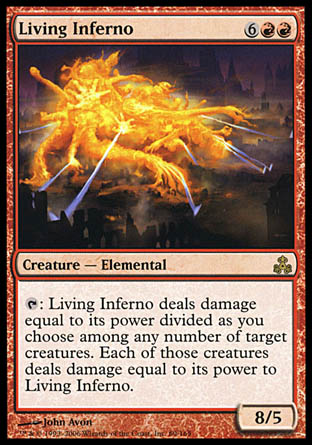 Living Inferno 6
Creature — Elemental
: Living Inferno deals damage
equal to its power divided as you
choose among any number of target
creatures. Each of those creatures
deals damage equal to its power to
Living Inferno.
John Avon
8/5